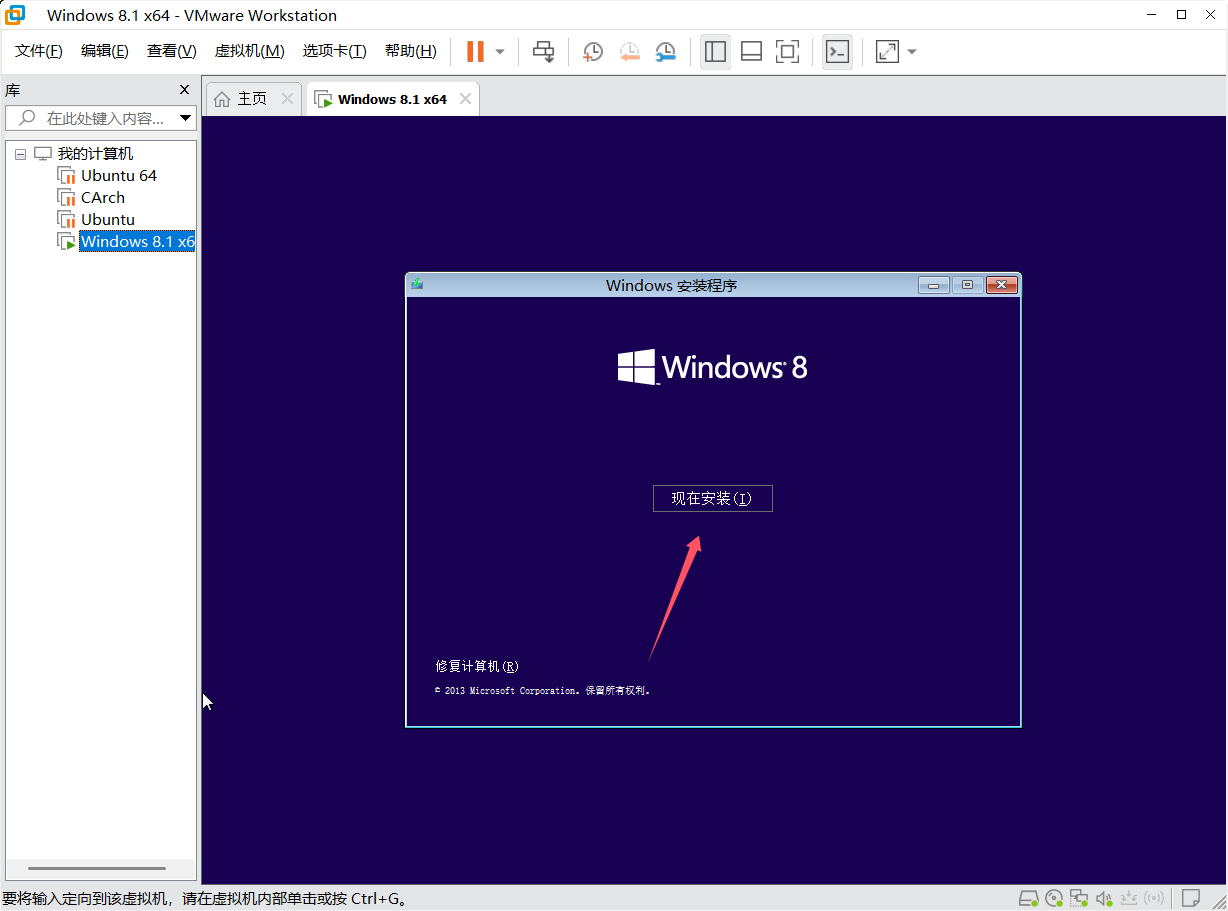 Windows 8.1 x64 - VMware Workstation
文件(F) 编辑(E) 查看(V) 虚拟机(M) 选项卡(T) 帮助(H)
库
在此处键入内容...
我的计算机
Ubuntu 64
CArch
Ubuntu
Windows 8.1 x6
主页
Windows 8.1 x64
Windows 安装程序
Windows 8
现在安装(I)
修复计算机(R)
© 2013 Microsoft Corporation。保留所有权利。
要将输入定向到该虚拟机，请在虚拟机内部单击或按 Ctrl+G。